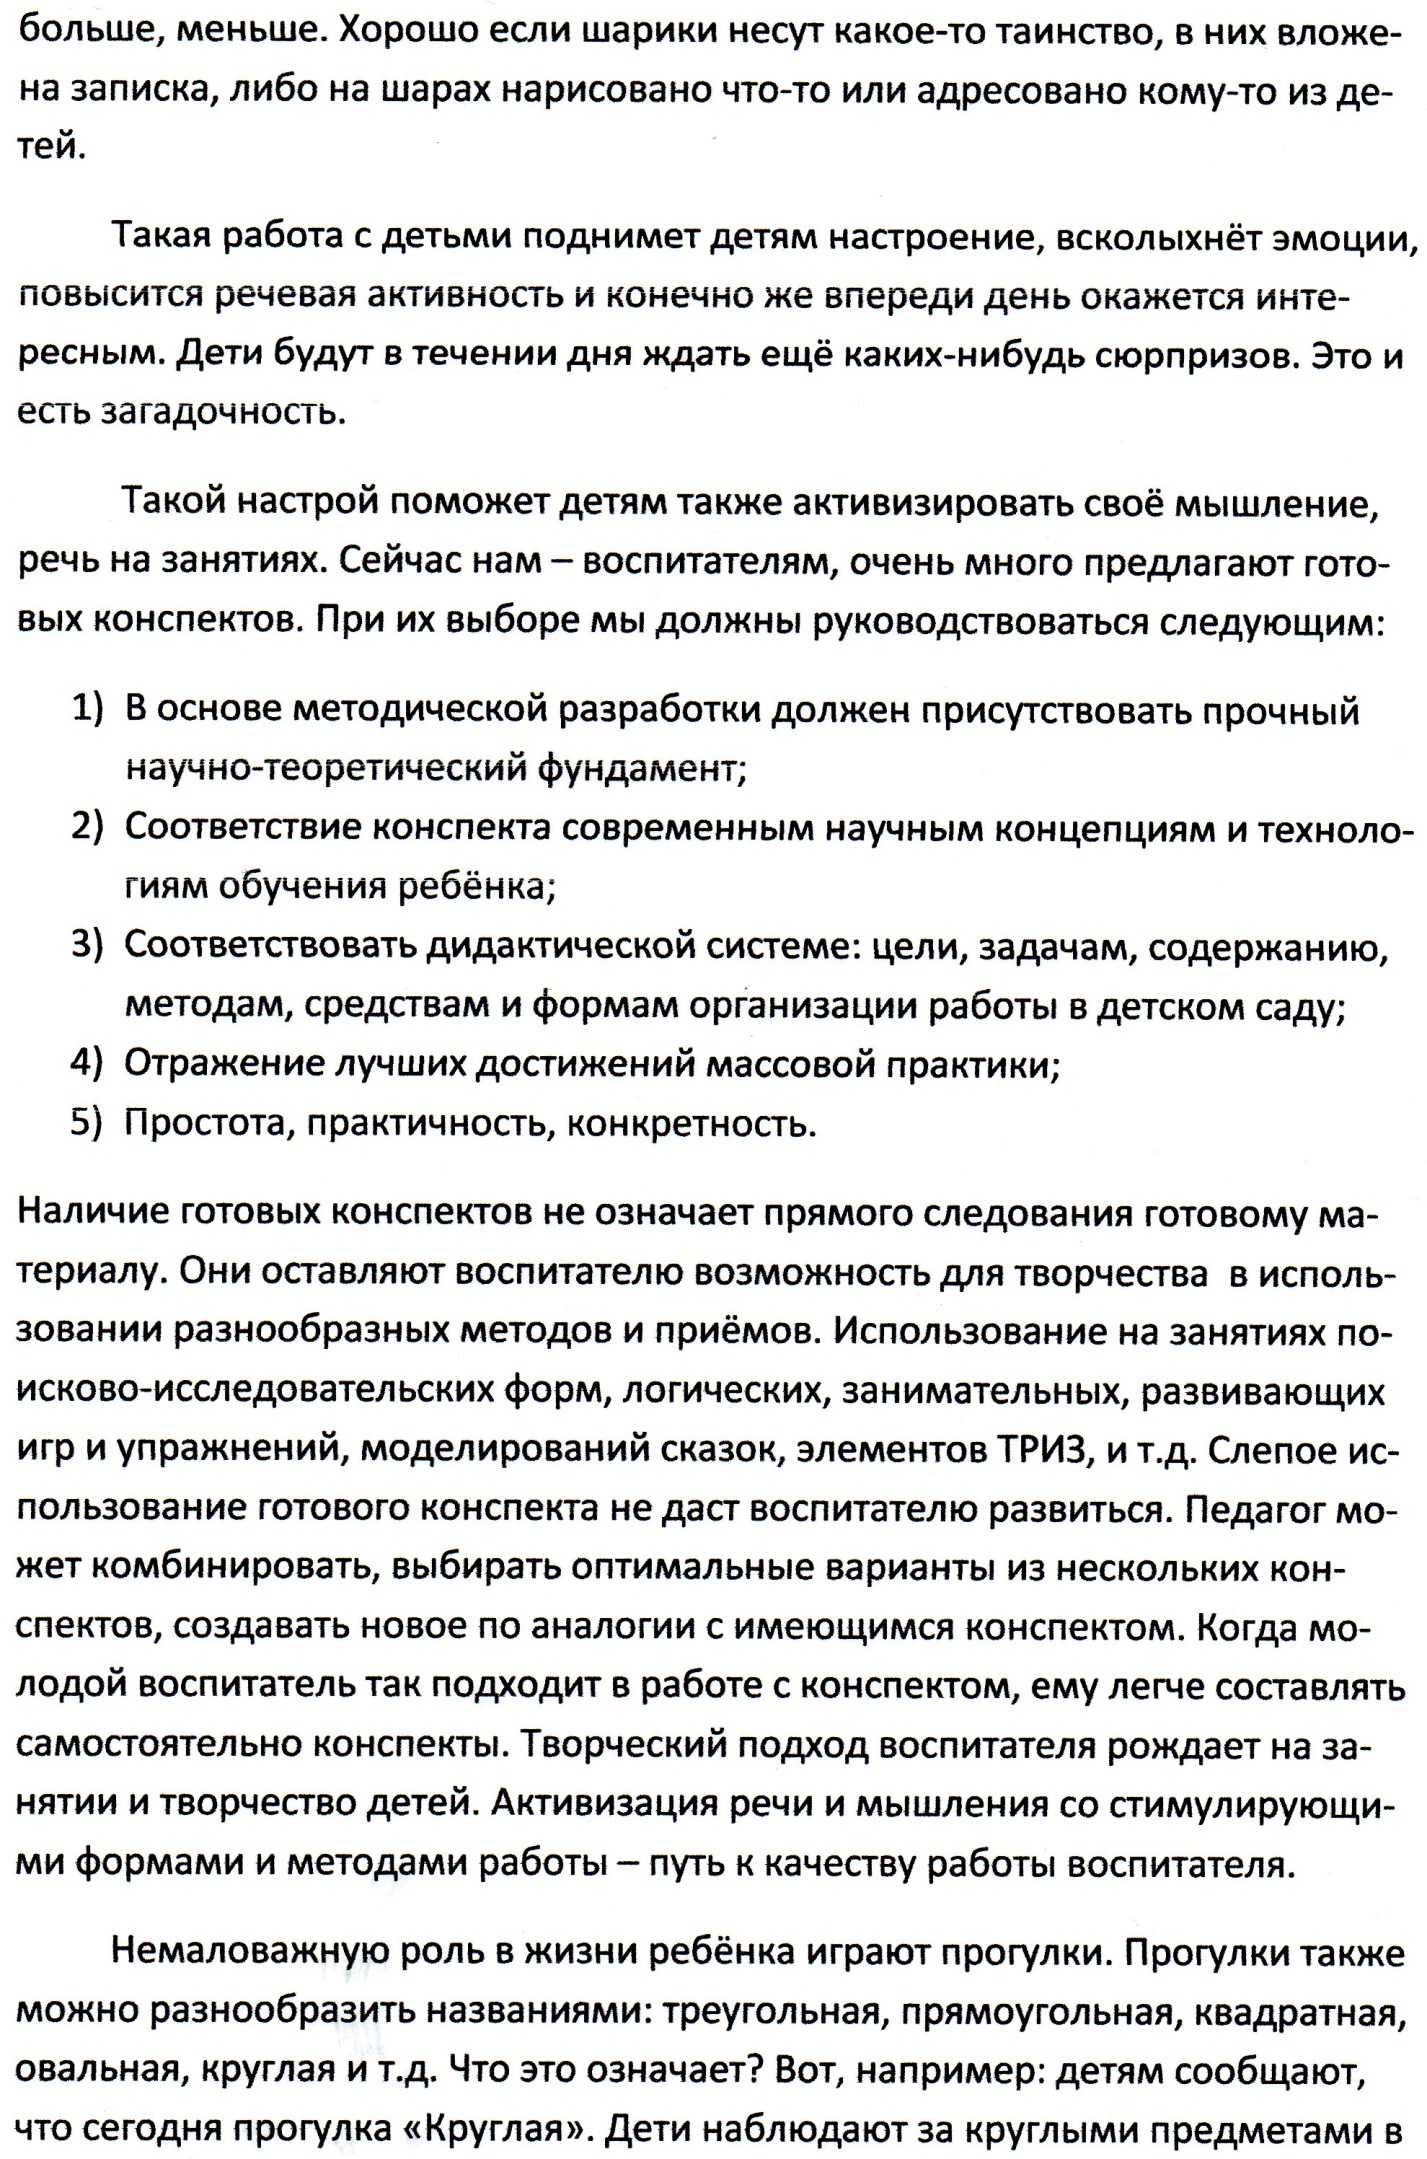 больше, меньше. Хорошо если шарики несут какое-то таинство, в них вложе-
на записка, либо на шарах нарисовано что-то или адресовано кому-то из де-
тей.
Такая работа с детьми поднимет детям настроение, всколыхнёт эмоции,
повысится речевая активность и конечно же впереди день окажется инте-
ресным. Дети будут в течении дня ждать ещё каких-нибудь сюрпризов. Это и
есть загадочность.
Такой настрой поможет детям также активизировать своё мышление,
речь на занятиях. Сейчас нам – воспитателям, очень много предлагают гото-
вых конспектов. При их выборе мы должны руководствоваться следующим:
1) В основе методической разработки должен присутствовать прочный
научно-теоретический фундамент;
2) Соответствие конспекта современным научным концепциям и техноло-
гиям обучения ребёнка;
3) Соответствовать дидактической системе: цели, задачам, содержанию,
методам, средствам и формам организации работы в детском саду;
4) Отражение лучших достижений массовой практики;
5) Простота, практичность, конкретность.
Наличие готовых конспектов не означает прямого следования готовому ма-
териалу. Они оставляют воспитателю возможность для творчества  в исполь-
зовании разнообразных методов и приёмов. Использование на занятиях по-
исково-исследовательских форм, логических, занимательных, развивающих
игр и упражнений, моделирований сказок, элементов ТРИЗ, и т.д. Слепое ис-
пользование готового конспекта не даст воспитателю развиться. Педагог мо-
жет комбинировать, выбирать оптимальные варианты из нескольких кон-
спектов, создавать новое по аналогии с имеющимся конспектом. Когда мо-
лодой воспитатель так подходит в работе с конспектом, ему легче составлять
самостоятельно конспекты. Творческий подход воспитателя рождает на за-
нятии и творчество детей. Активизация речи и мышления со стимулирующи-
ми формами и методами работы – путь к качеству работы воспитателя.
Немаловажную роль в жизни ребёнка играют прогулки. Прогулки также
можно разнообразить названиями: треугольная, прямоугольная, квадратная,
овальная, круглая и т.д. Что это означает? Вот, например: детям сообщают,
что сегодня прогулка «Круглая». Дети наблюдают за круглыми предметами в